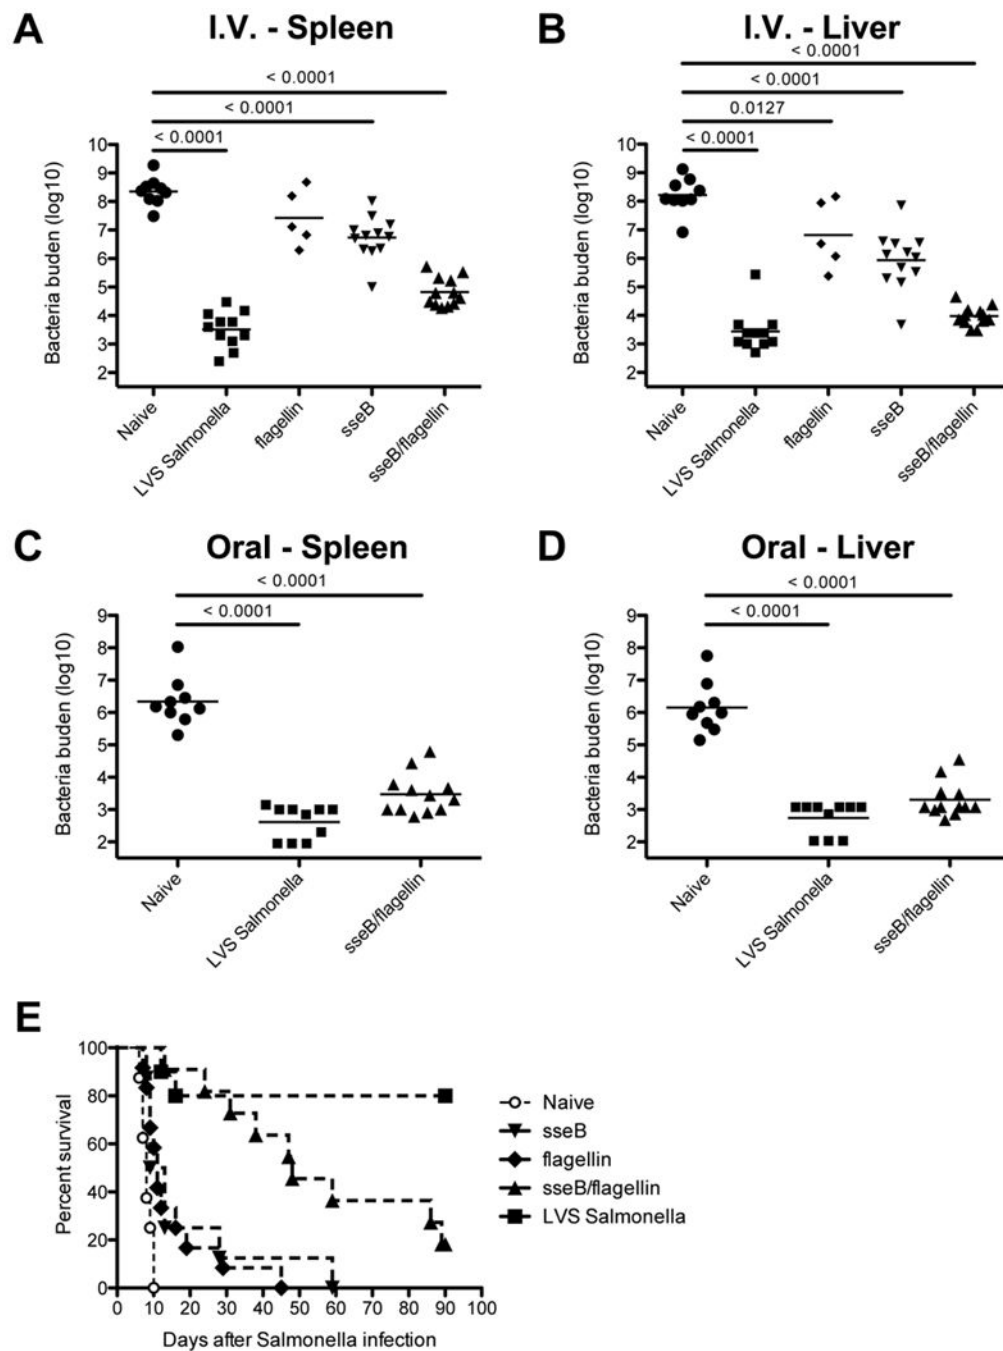 A I.V. - Spleen
< 0.0001
< 0.0001
< 0.0001
Bacteria buden (log10)
10
9
8
7
6
5
4
3
2
Naive
LVS Salmonella
flagellin
sseB
sseB/flagellin
B I.V. - Liver
< 0.0001
< 0.0001
0.0127
< 0.0001
Bacteria buden (log10)
10
9
8
7
6
5
4
3
2
Naive
LVS Salmonella
flagellin
sseB
sseB/flagellin
C Oral - Spleen
< 0.0001
< 0.0001
Bacteria buden (log10)
9
8
7
6
5
4
3
2
Naive
LVS Salmonella
sseB/flagellin
D Oral - Liver
< 0.0001
< 0.0001
Bacteria buden (log10)
9
8
7
6
5
4
3
2
Naive
LVS Salmonella
sseB/flagellin
E
Percent survival
100
80
60
40
20
0
0 10 20 30 40 50 60 70 80 90 100
Days after Salmonella infection
Naive
sseB
flagellin
sseB/flagellin
LVS Salmonella